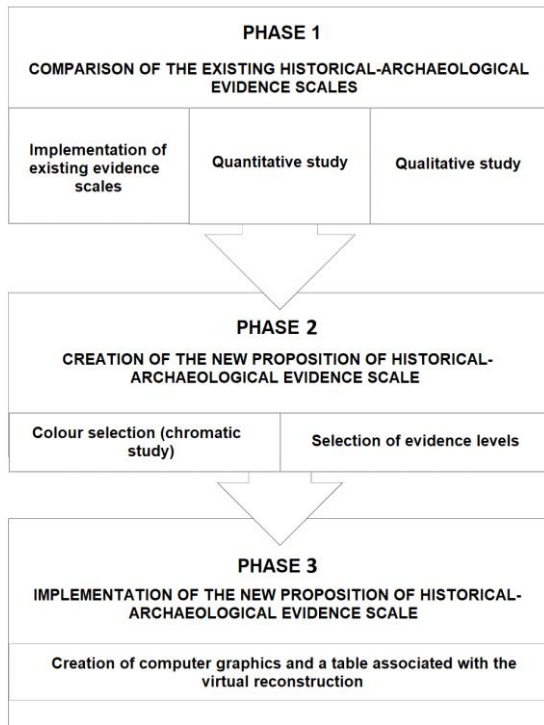 PHASE 1
COMPARISON OF THE EXISTING HISTORICAL-ARCHAEOLOGICAL
EVIDENCE SCALES
Implementation of
existing evidence
scales
Quantitative study
Qualitative study
PHASE 2
CREATION OF THE NEW PROPOSITION OF HISTORICAL-
ARCHAEOLOGICAL EVIDENCE SCALE
Colour selection (chromatic
study)
Selection of evidence levels
PHASE 3
IMPLEMENTATION OF THE NEW PROPOSITION OF HISTORICAL-
ARCHAEOLOGICAL EVIDENCE SCALE
Creation of computer graphics and a table associated with the
virtual reconstruction